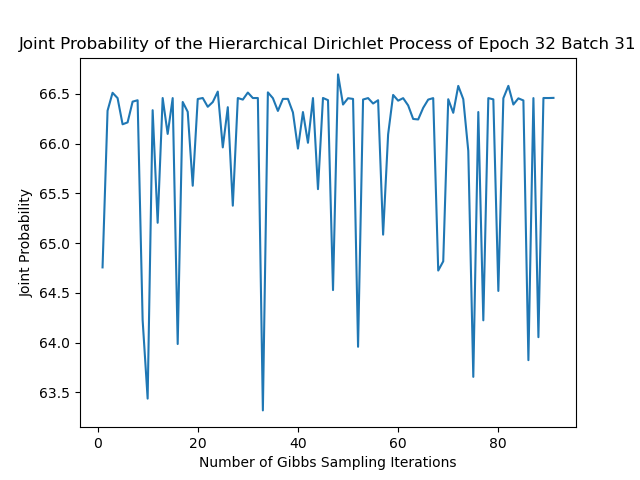 Joint Probability of the Hierarchical Dirichlet Process of Epoch 32 Batch 31
66.5
66.0
65.5
65.0
64.5
64.0
63.5
Joint Probability
0 20 40 60 80
Number of Gibbs Sampling Iterations